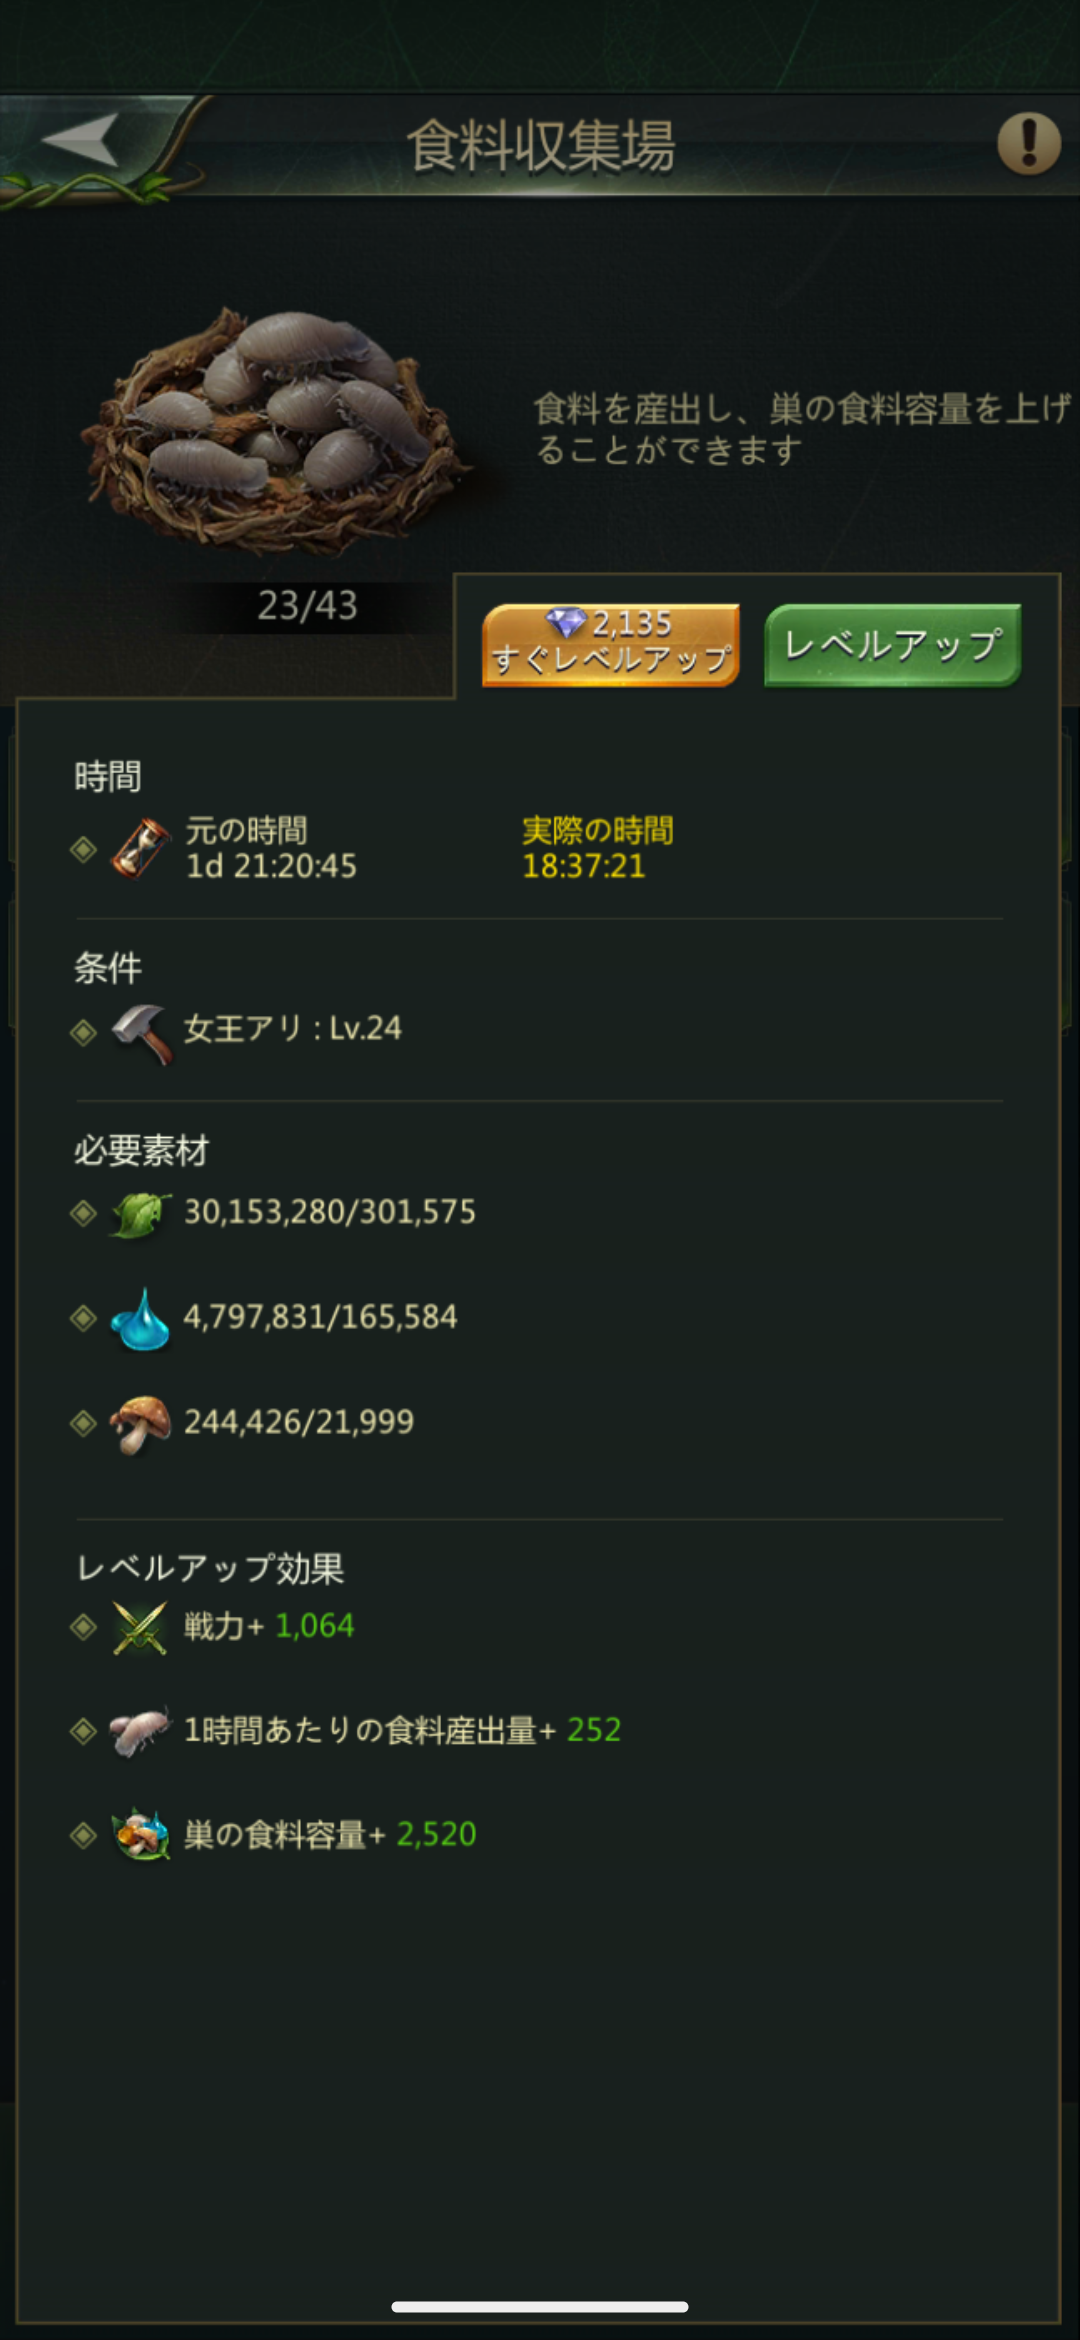 食料収集場
食料を産出し、巣の食料容量を上げ
ることができます
23/43
2,135
すぐレベルアップ
レベルアップ
時間
元の時間
1d 21:20:45
実際の時間
18:37:21
条件
女王アリ : Lv.24
必要素材
30,153,280/301,575
4,797,831/165,584
244,426/21,999
レベルアップ効果
戦力+ 1,064
1時間あたりの食料産出量+ 252
巣の食料容量+ 2,520